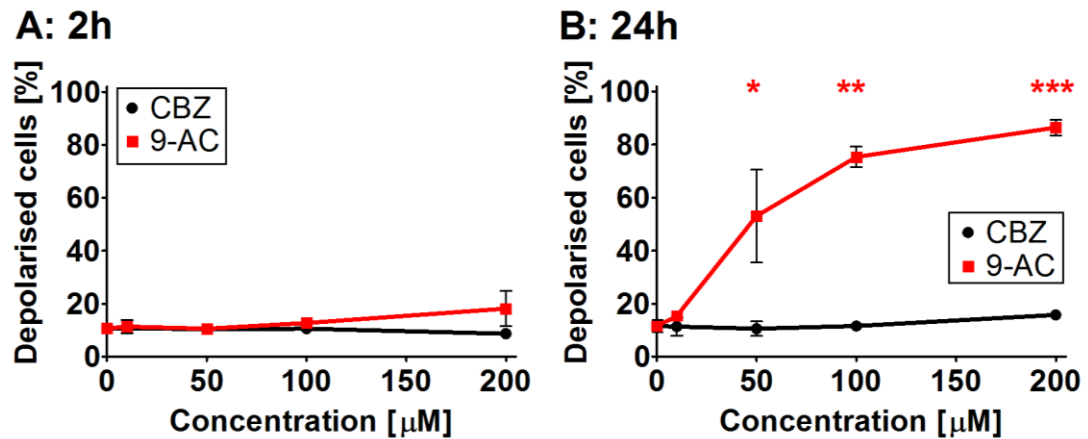 A: 2h
Depolarised cells [%]
100
80
60
40
20
0
CBZ
9-AC
0 50 100 150 200
Concentration [μM]
B: 24h
Depolarised cells [%]
100
80
60
40
20
0
* ** ***
CBZ
9-AC
0 50 100 150 200
Concentration [μM]